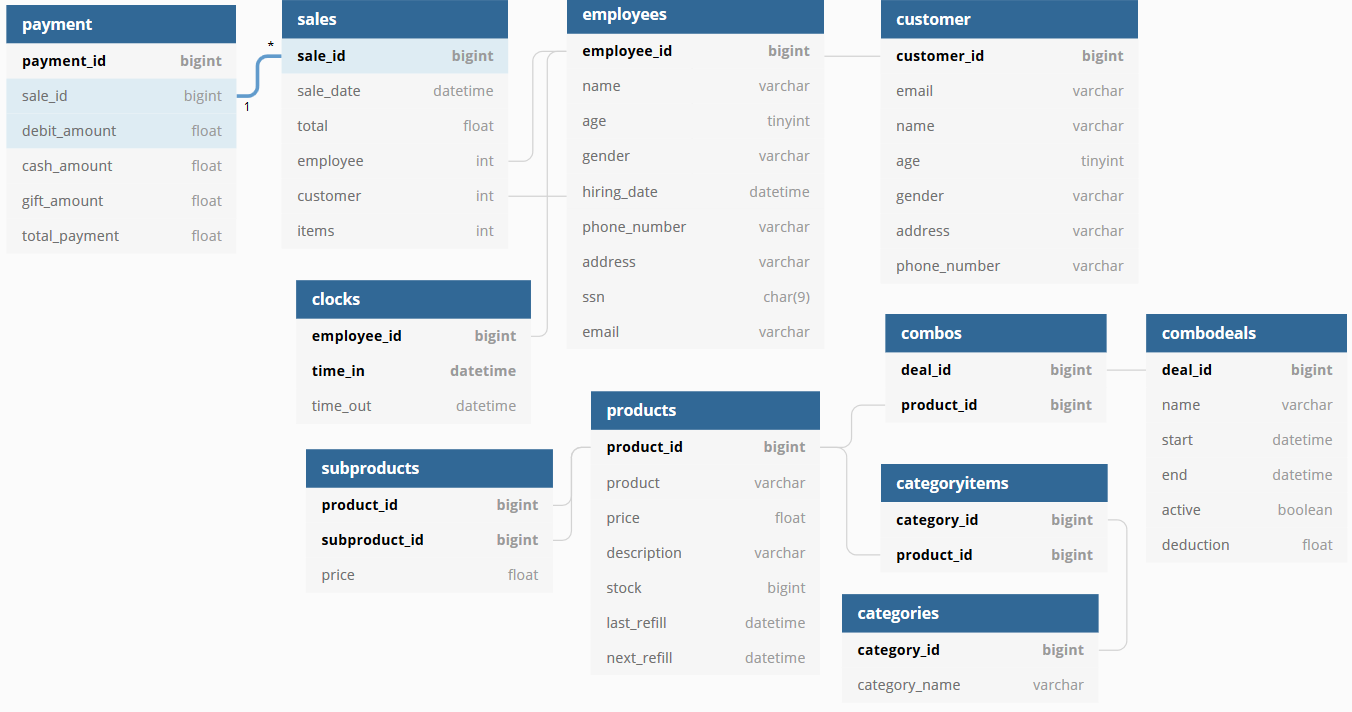 payment
payment_id bigint
sale_id bigint
debit_amount float
cash_amount float
gift_amount float
total_payment float
1
*
sales
sale_id bigint
sale_date datetime
total float
employee int
customer int
items int
employees
employee_id bigint
name varchar
age tinyint
gender varchar
hiring_date datetime
phone_number varchar
address varchar
ssn char(9)
email varchar
customer
customer_id bigint
email varchar
name varchar
age tinyint
gender varchar
address varchar
phone_number varchar
clocks
employee_id bigint
time_in datetime
time_out datetime
combos
deal_id bigint
product_id bigint
combodeals
deal_id bigint
name varchar
start datetime
end datetime
active boolean
deduction float
products
product_id bigint
product varchar
price float
description varchar
stock bigint
last_refill datetime
next_refill datetime
subproducts
product_id bigint
subproduct_id bigint
price float
categoryitems
category_id bigint
product_id bigint
categories
category_id bigint
category_name varchar